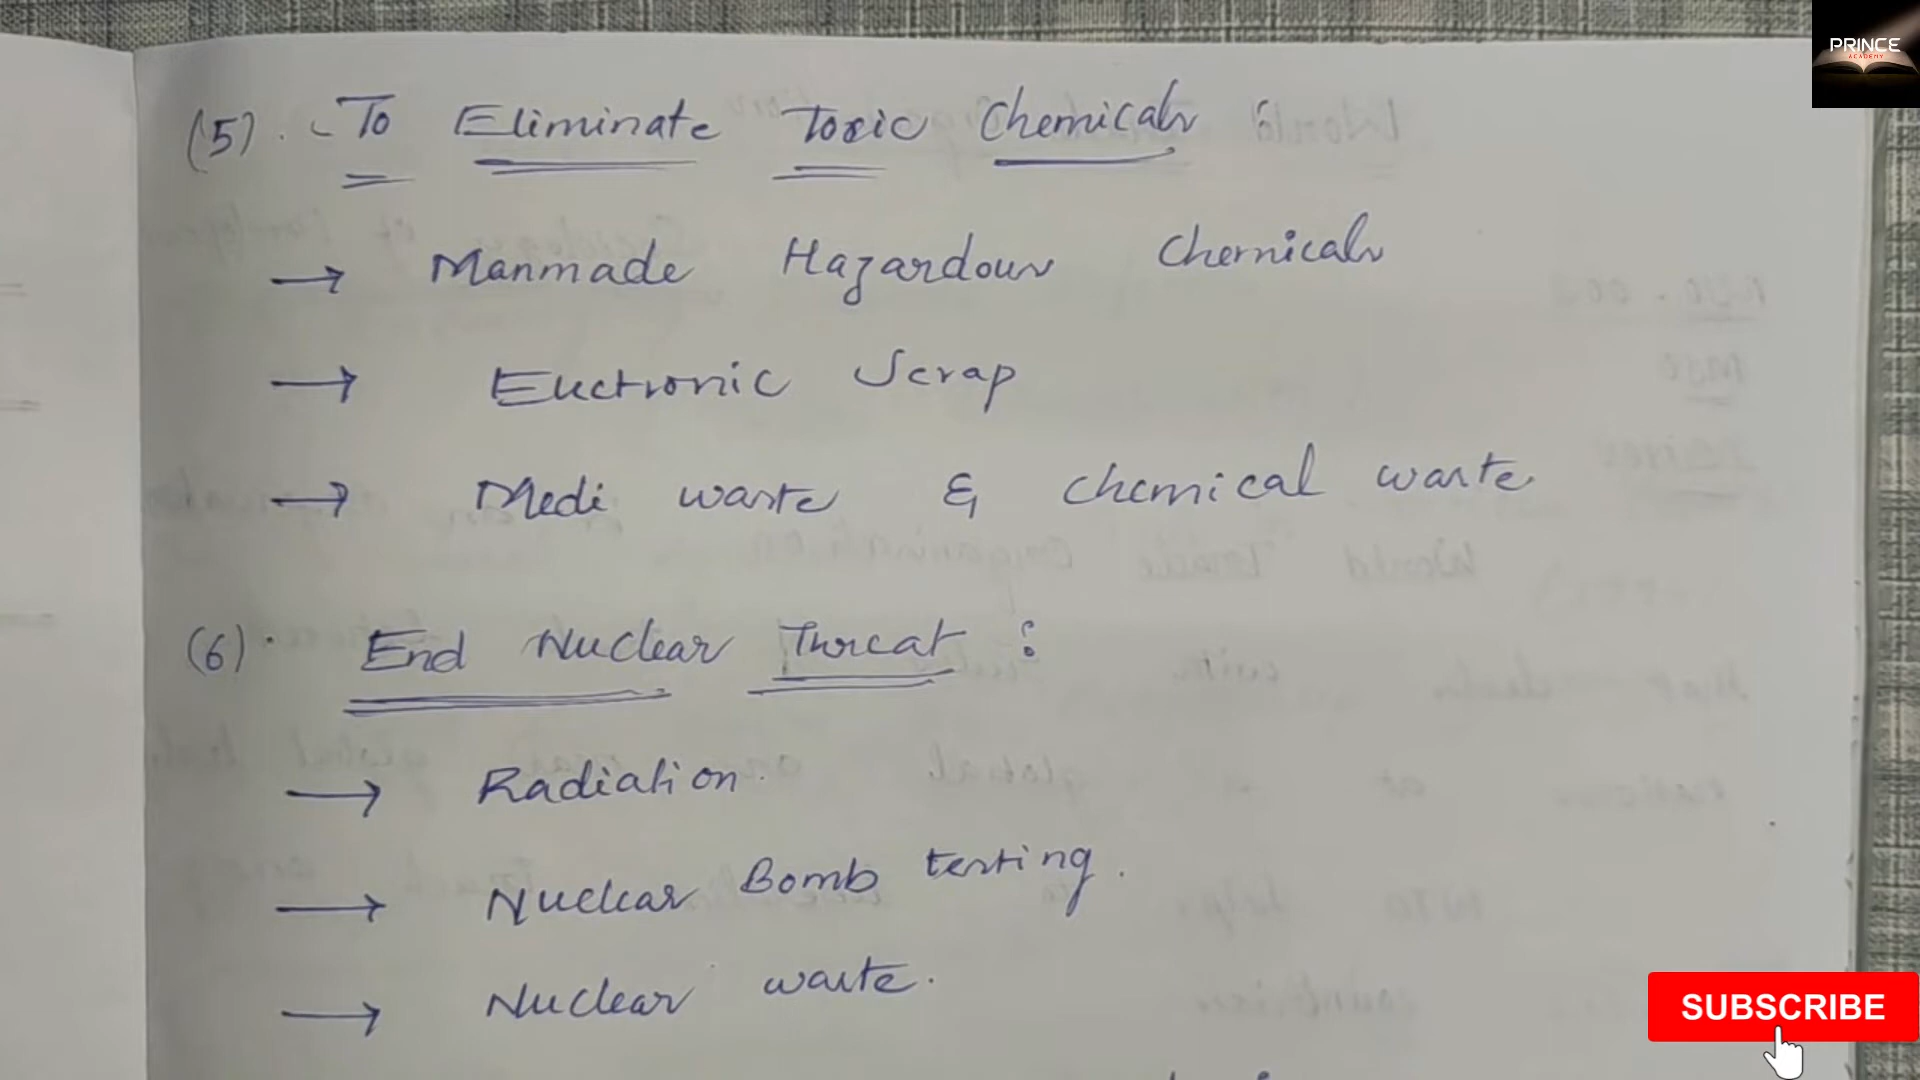 PRINCE
ACADEMY
(5). To Eliminate Toxic Chemicals :
→ Manmade Hazardous Chemicals
→ Electronic Scrap
→ Medi waste & chemical waste
(6). End Nuclear Threat :
→ Radiation.
→ Nuclear Bomb testing.
→ Nuclear waste.
SUBSCRIBE